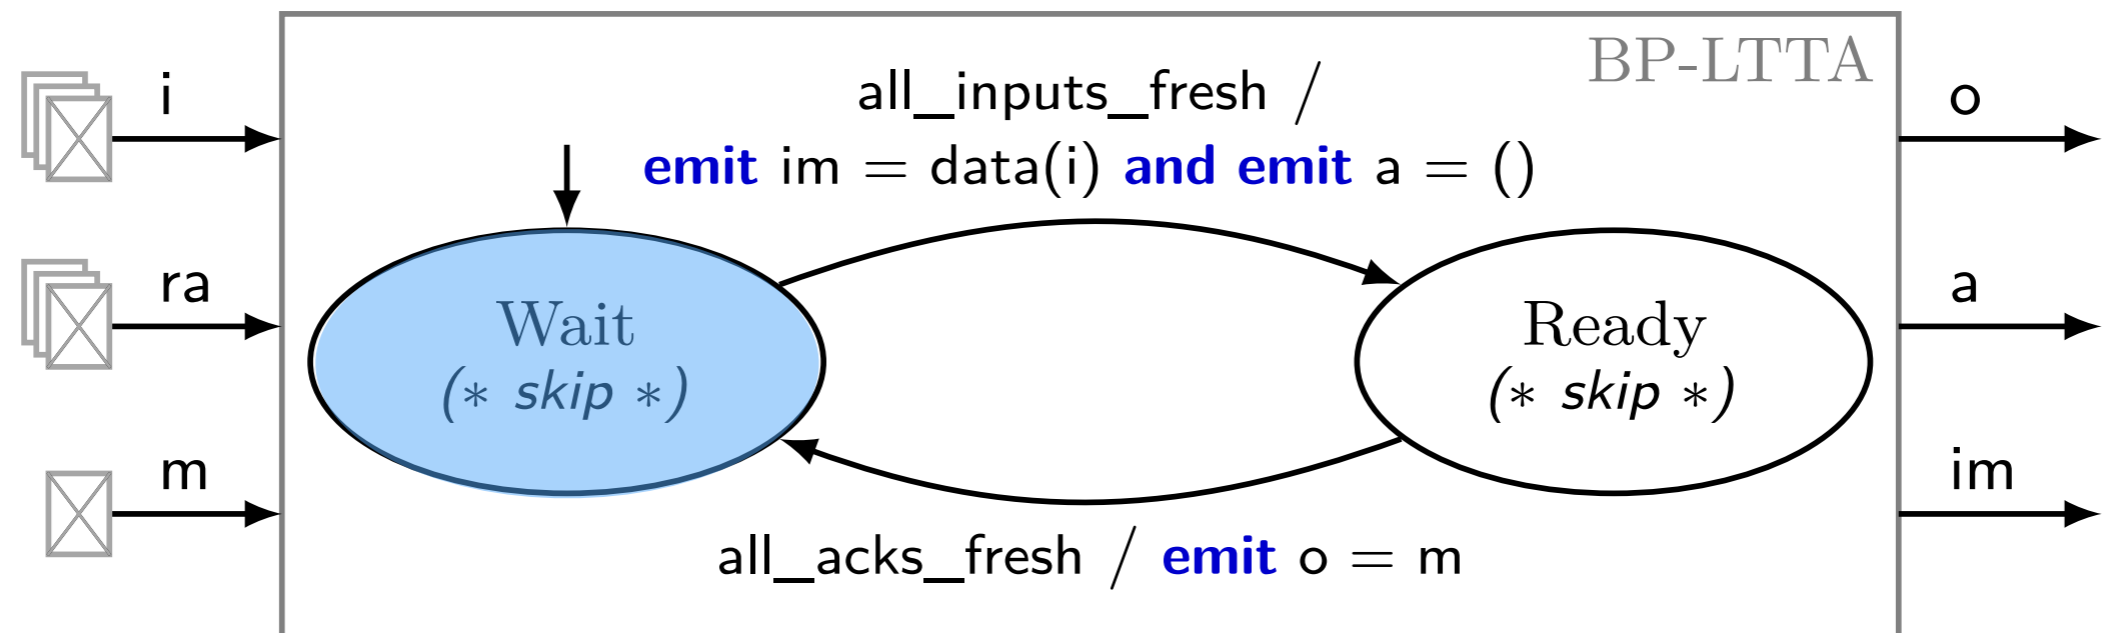 BP-LTTA
i
all_inputs_fresh /
o
emit im = data(i) and emit a = ()
ra
Wait
(* skip *)
Ready
(* skip *)
a
m
im
all_acks_fresh / emit o = m